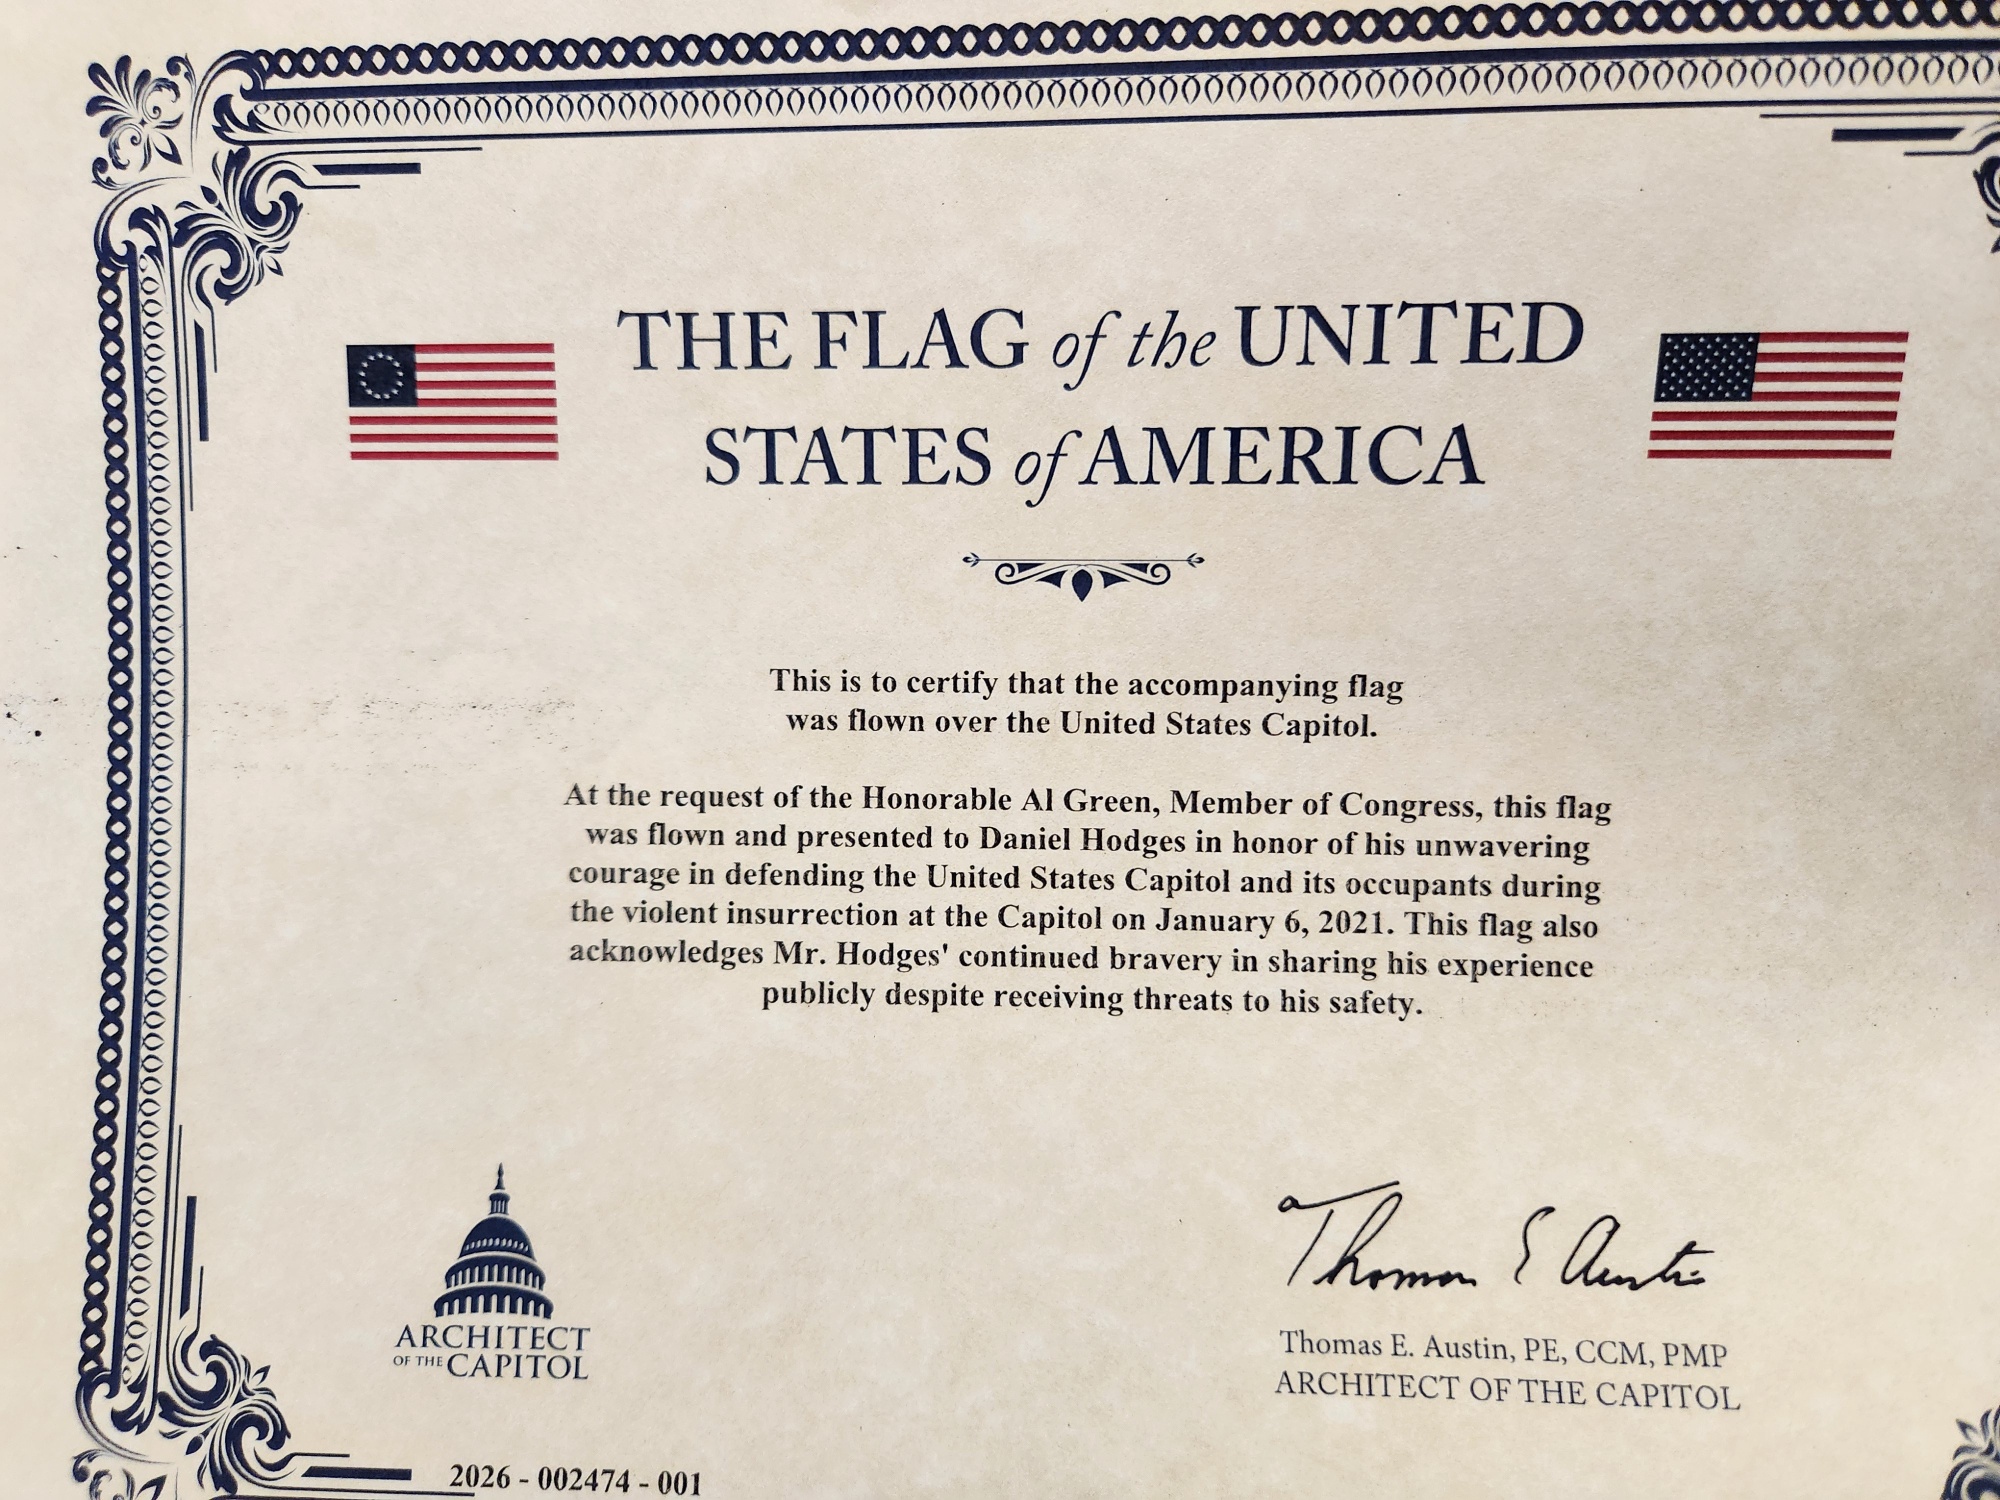 THE FLAG of the UNITED
STATES of AMERICA
This is to certify that the accompanying flag
was flown over the United States Capitol.
At the request of the Honorable Al Green, Member of Congress, this flag
was flown and presented to Daniel Hodges in honor of his unwavering
courage in defending the United States Capitol and its occupants during
the violent insurrection at the Capitol on January 6, 2021. This flag also
acknowledges Mr. Hodges' continued bravery in sharing his experience
publicly despite receiving threats to his safety.
ARCHITECT
OF THE CAPITOL
Thomas E Austin
Thomas E. Austin, PE, CCM, PMP
ARCHITECT OF THE CAPITOL
2026 - 002474 - 001